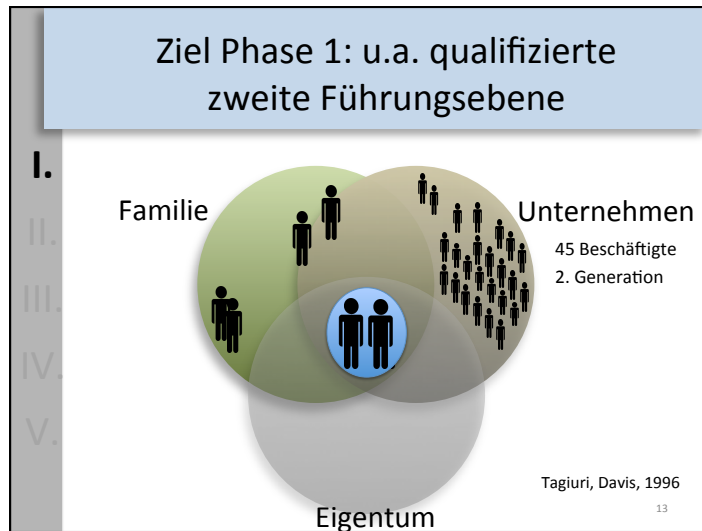 Ziel Phase 1: u.a. qualifizierte
zweite Führungsebene
I.
II.
III.
IV.
V.
Familie
Unternehmen
45 Beschäftigte
2. Generation
Eigentum
Tagiuri, Davis, 1996
13